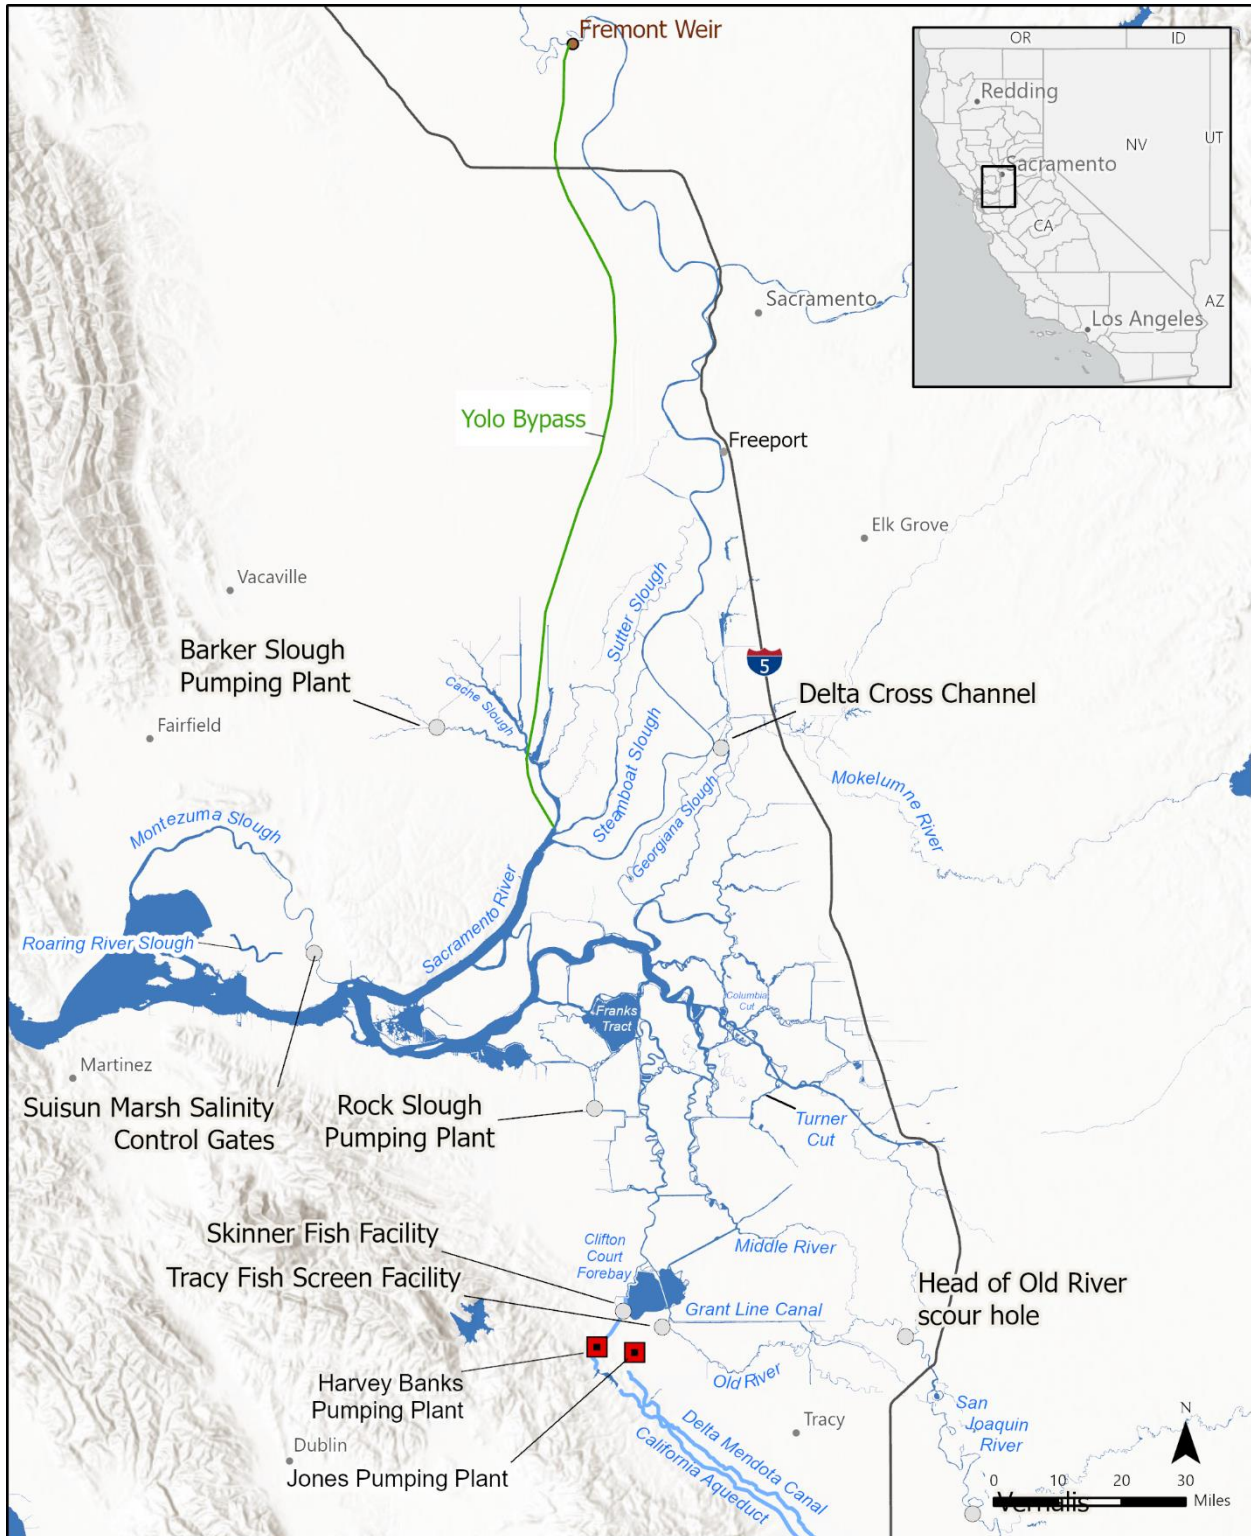 Fremont Weir
OR
ID
Redding
NV
UT
Sacramento
CA
AZ
Los Angeles
Sacramento
Yolo Bypass
Freeport
Elk Grove
Vacaville
Sutter Slough
Barker Slough
Pumping Plant
Cache Slough
5
Delta Cross Channel
Fairfield
Steamboat Slough
Georgiana Slough
Mokelumne
River
Montezuma Slough
Sacramento River
Roaring River Slough
Columbia
Cut
Franks
Tract
Martinez
Suisun Marsh Salinity
Control Gates
Rock Slough
Pumping Plant
Turner
Cut
Skinner Fish Facility
Clifton
Court
Forebay
Middle River
Tracy Fish Screen Facility
Grant Line Canal
Head of Old River
scour hole
Harvey Banks
Pumping Plant
Old River
San
Joaquin
River
Tracy
N
Dublin
Jones Pumping Plant
Delta Mendota Canal
California Aqueduct
0 10 20 30
Miles
Vernalis